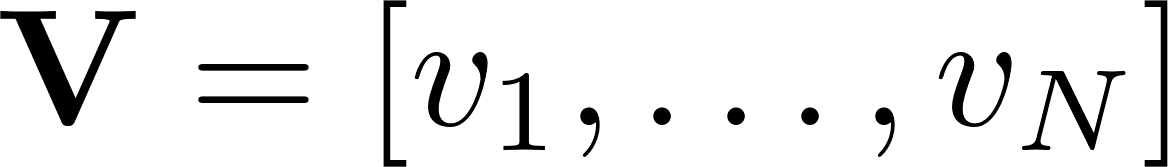 𝐕 = [𝑣₁, . . . , 𝑣_𝑁]